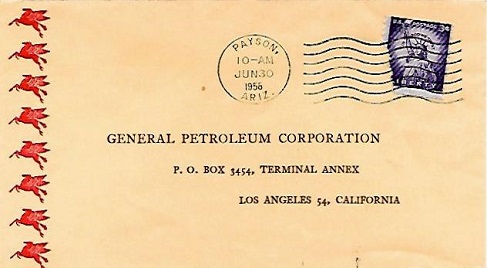 PAYSON,
10-AM
JUN 30
1956
ARIZ.
U.S. POSTAGE 3¢
LIBERTY
GENERAL PETROLEUM CORPORATION
P. O. BOX 3454, TERMINAL ANNEX
LOS ANGELES 54, CALIFORNIA